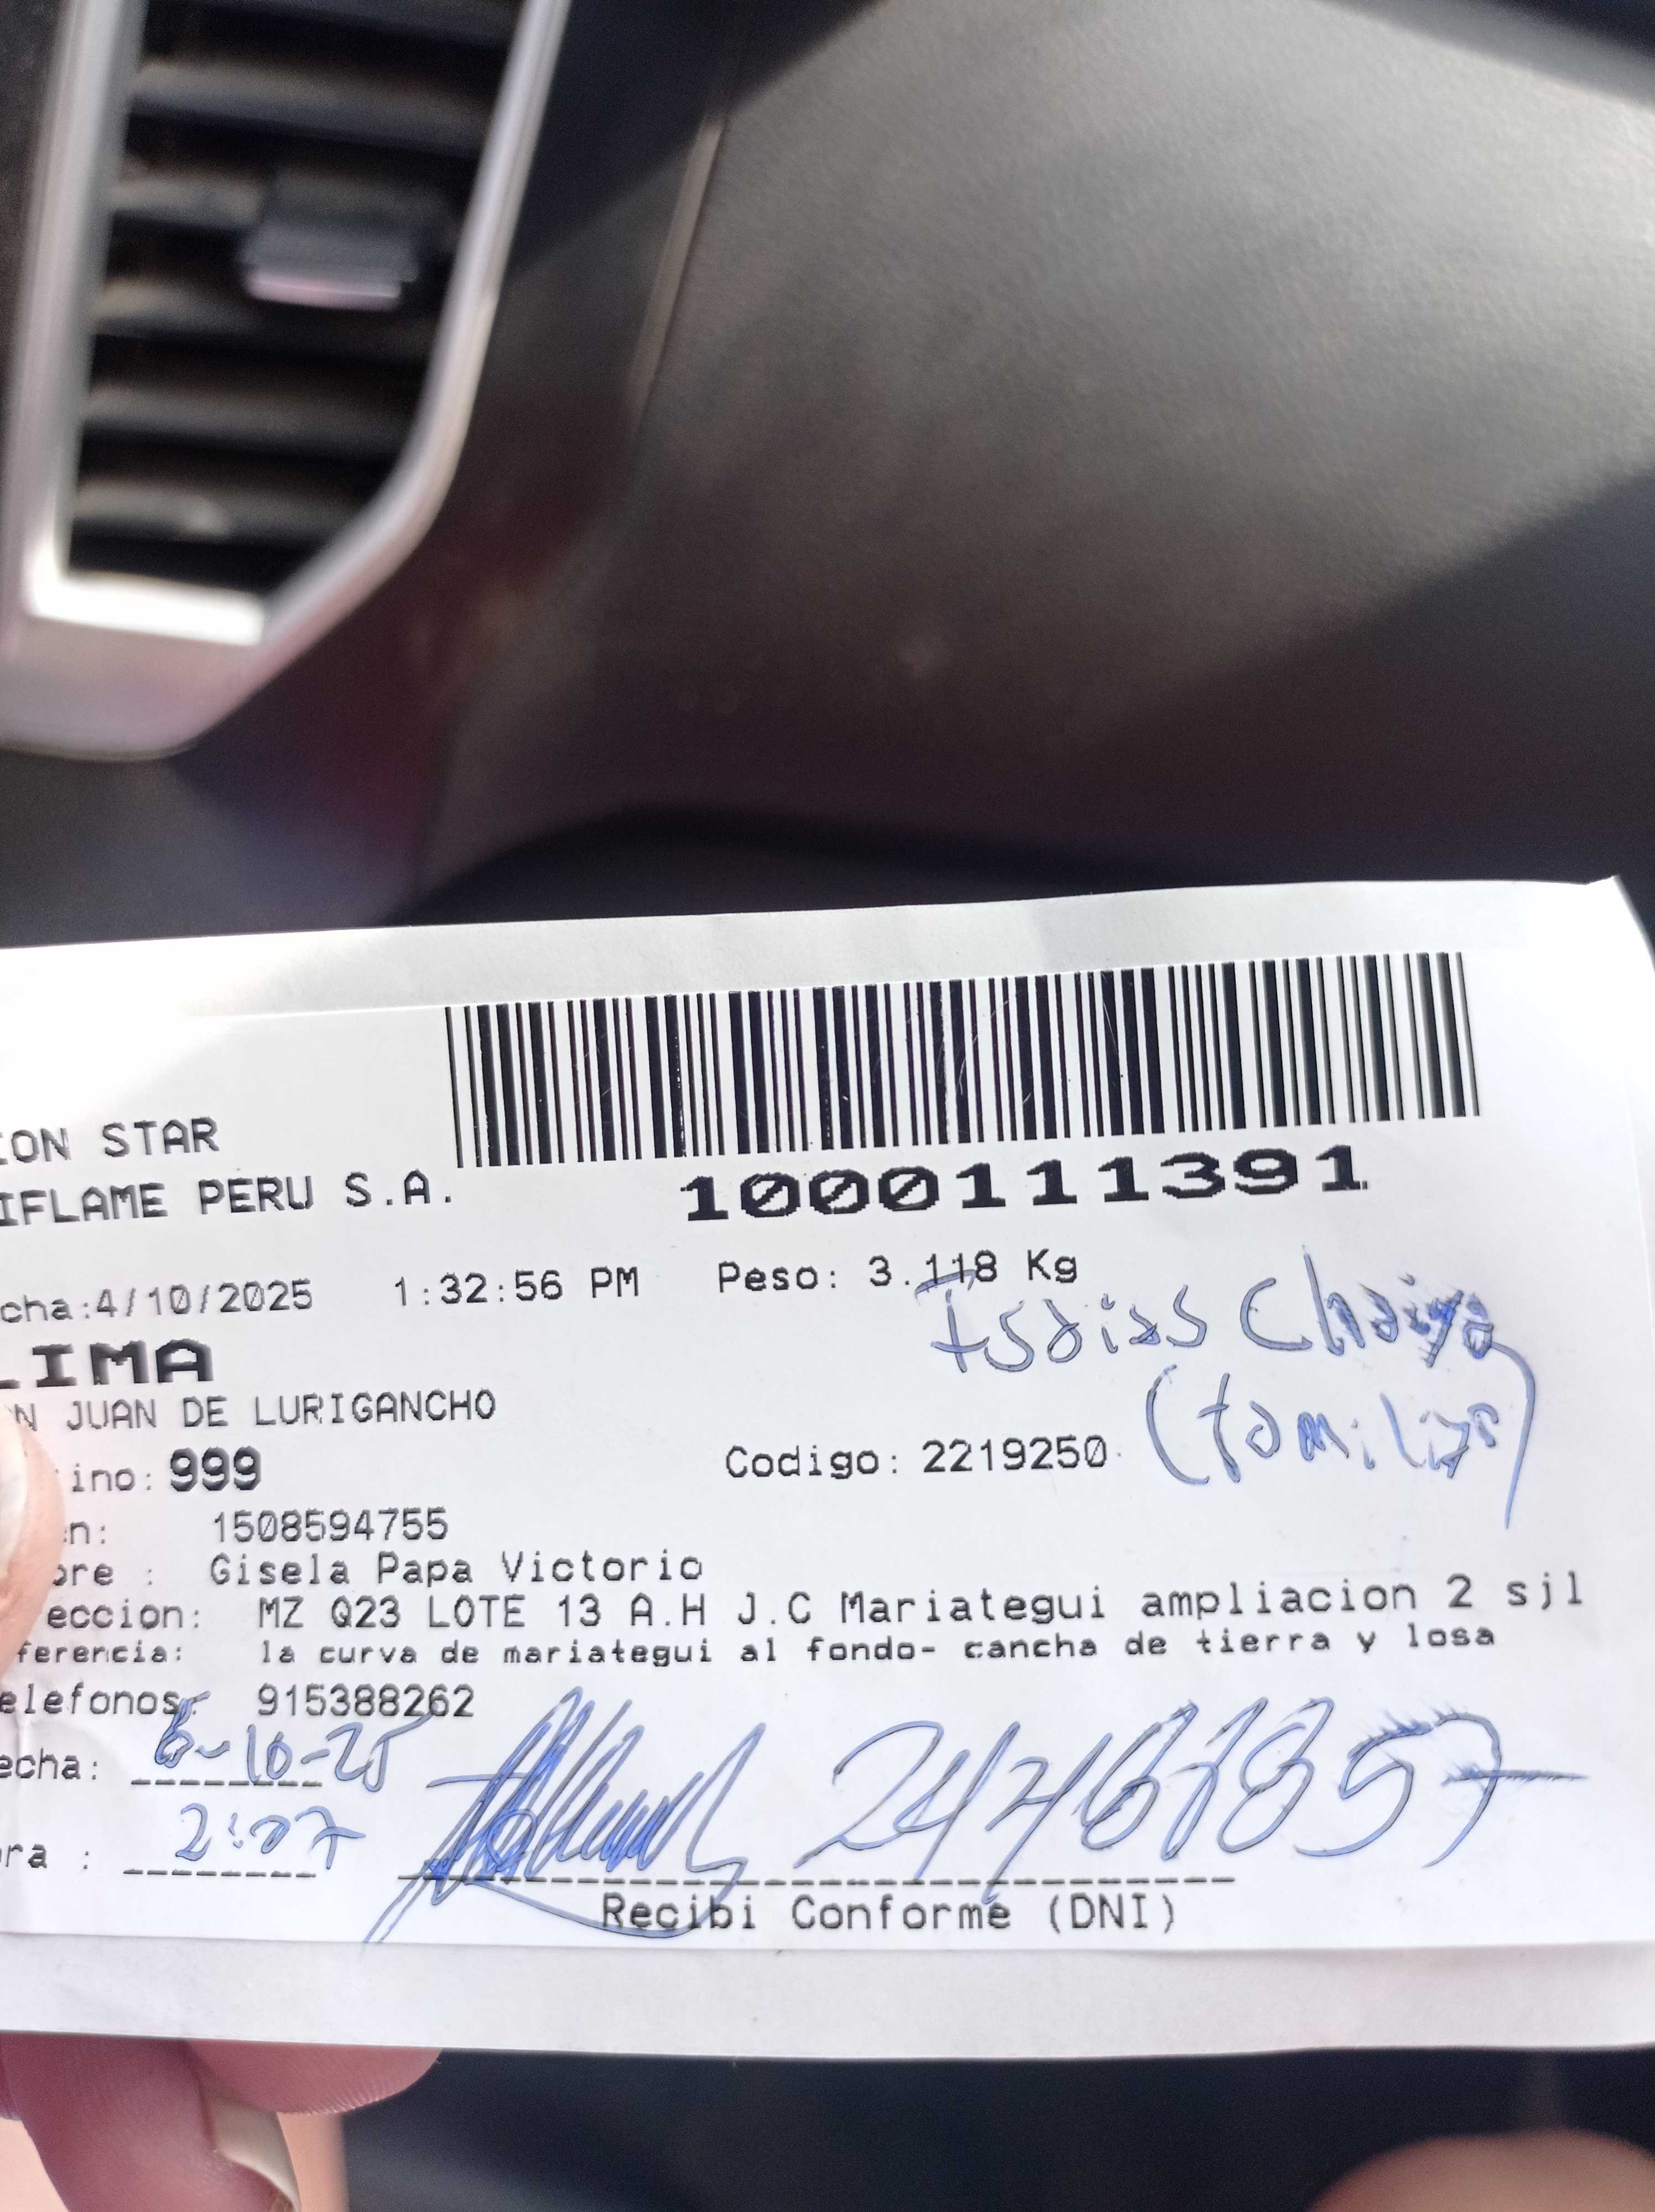 ION STAR
IFLAME PERU S.A.
1000111391
cha:4/10/2025 1:32:56 PM Peso: 3.118 Kg
Isaias
LIMA
N JUAN DE LURIGANCHO
(familiar)
ino: 999 Codigo: 2219250
n: 1508594755
bre : Gisela Papa Victorio
eccion: MZ Q23 LOTE 13 A.H J.C Mariategui ampliacion 2 sjl
ferencia: la curva de mariategui al fondo- cancha de tierra y losa
elefonos: 915388262
echa: 6-10-25
ra : 2:07
Recibi Conforme (DNI)